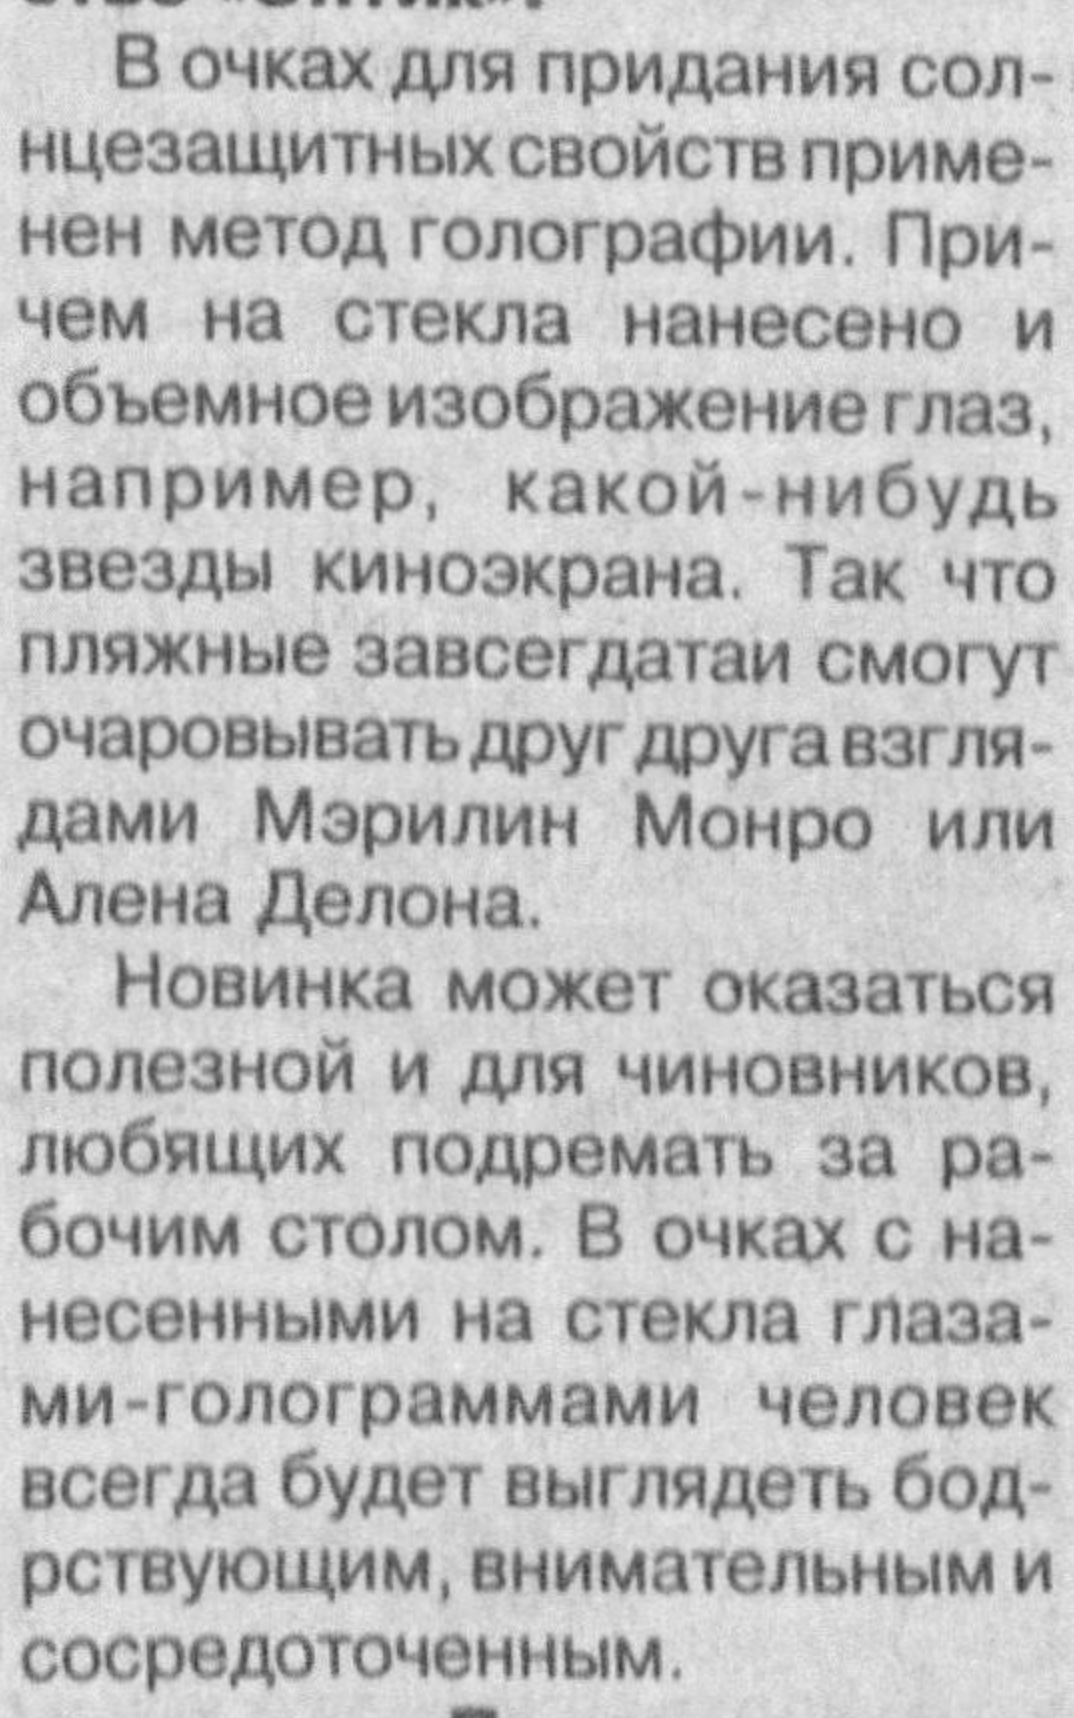 В очках для придания сол-
нцезащитных свойств приме-
нен метод голографии. При-
чем на стекла нанесено и
объемное изображение глаз,
например, какой-нибудь
звезды киноэкрана. Так что
пляжные завсегдатаи смогут
очаровывать друг друга взгля-
дами Мэрилин Монро или
Алена Делона.
Новинка может оказаться
полезной и для чиновников,
любящих подремать за ра-
бочим столом. В очках с на-
несенными на стекла глаза-
ми-голограммами человек
всегда будет выглядеть бод-
рствующим, внимательным и
сосредоточенным.